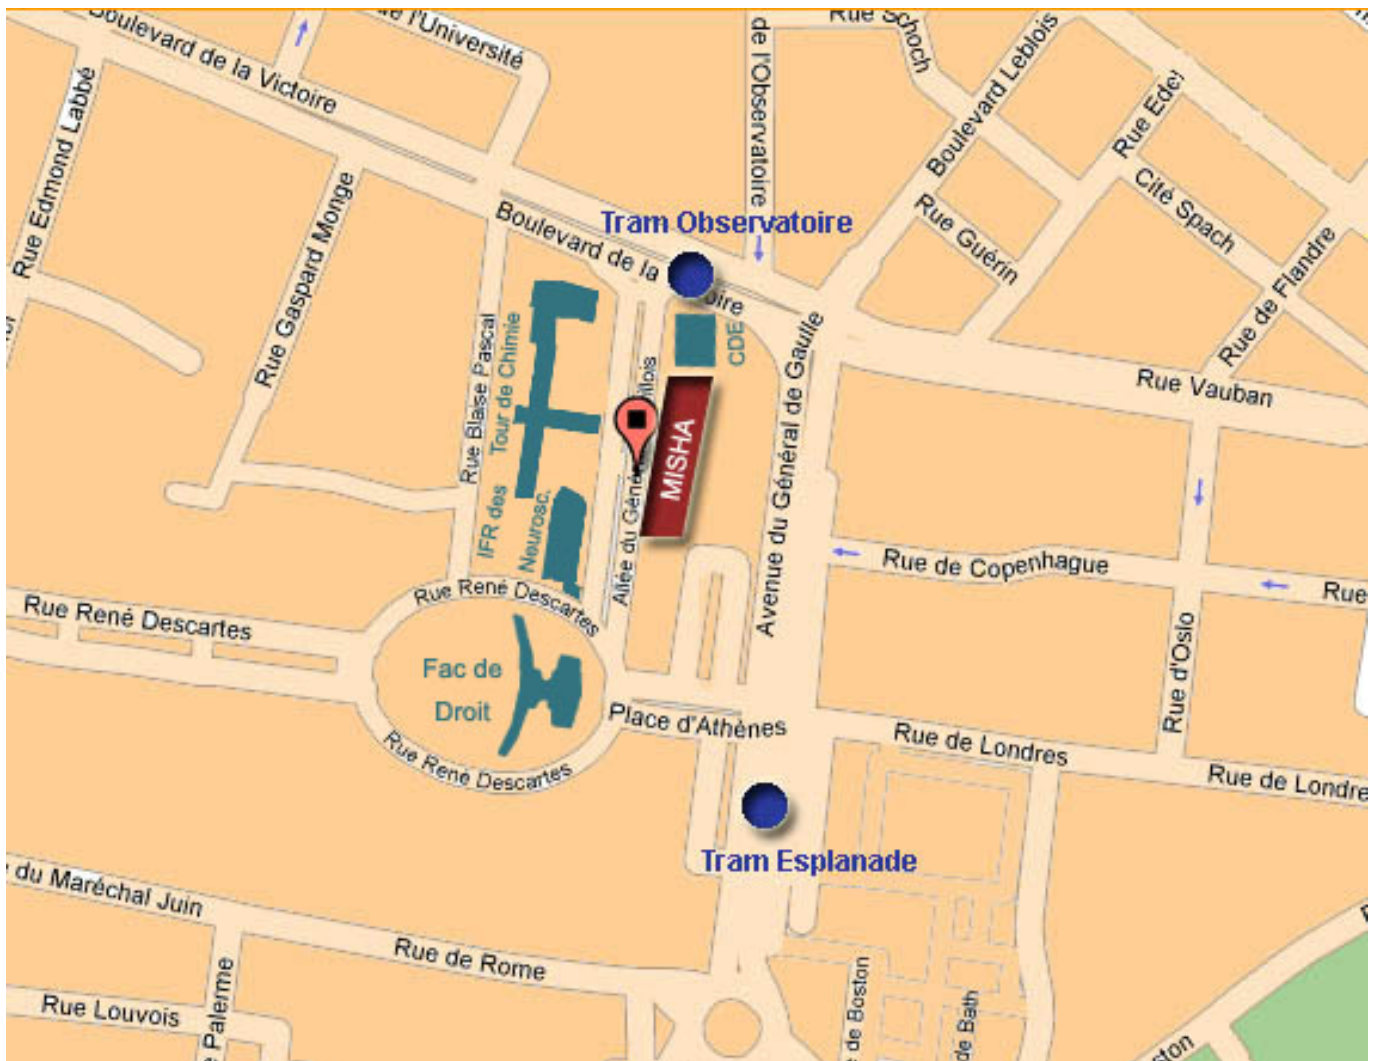 Boulevard de la Victoire
de l'Université
Rue Schoch
de l'Observatoire
Boulevard Leblois
Rue Edel
Rue Edmond Labbé
Rue Gaspard Monge
Cité Spach
Rue Guérin
Rue de Flandre
Tram Observatoire
Boulevard de la
oire
Rue Blaise Pascal
Tour de Chimie
CDE
Avenue du Général de Gaulle
Rue Vauban
MISHA
Allée du Géné
IFR des
Neurosc.
Rue de Copenhague
Rue
Rue René Descartes
Rue René Descartes
Fac de
Droit
Rue d'Oslo
Place d'Athènes
Rue de Londres
Rue René Descartes
Rue de Londre
Tram Esplanade
du Maréchal Juin
Rue de Rome
Rue Louvois
Palerme
de Boston
de Bath
ston